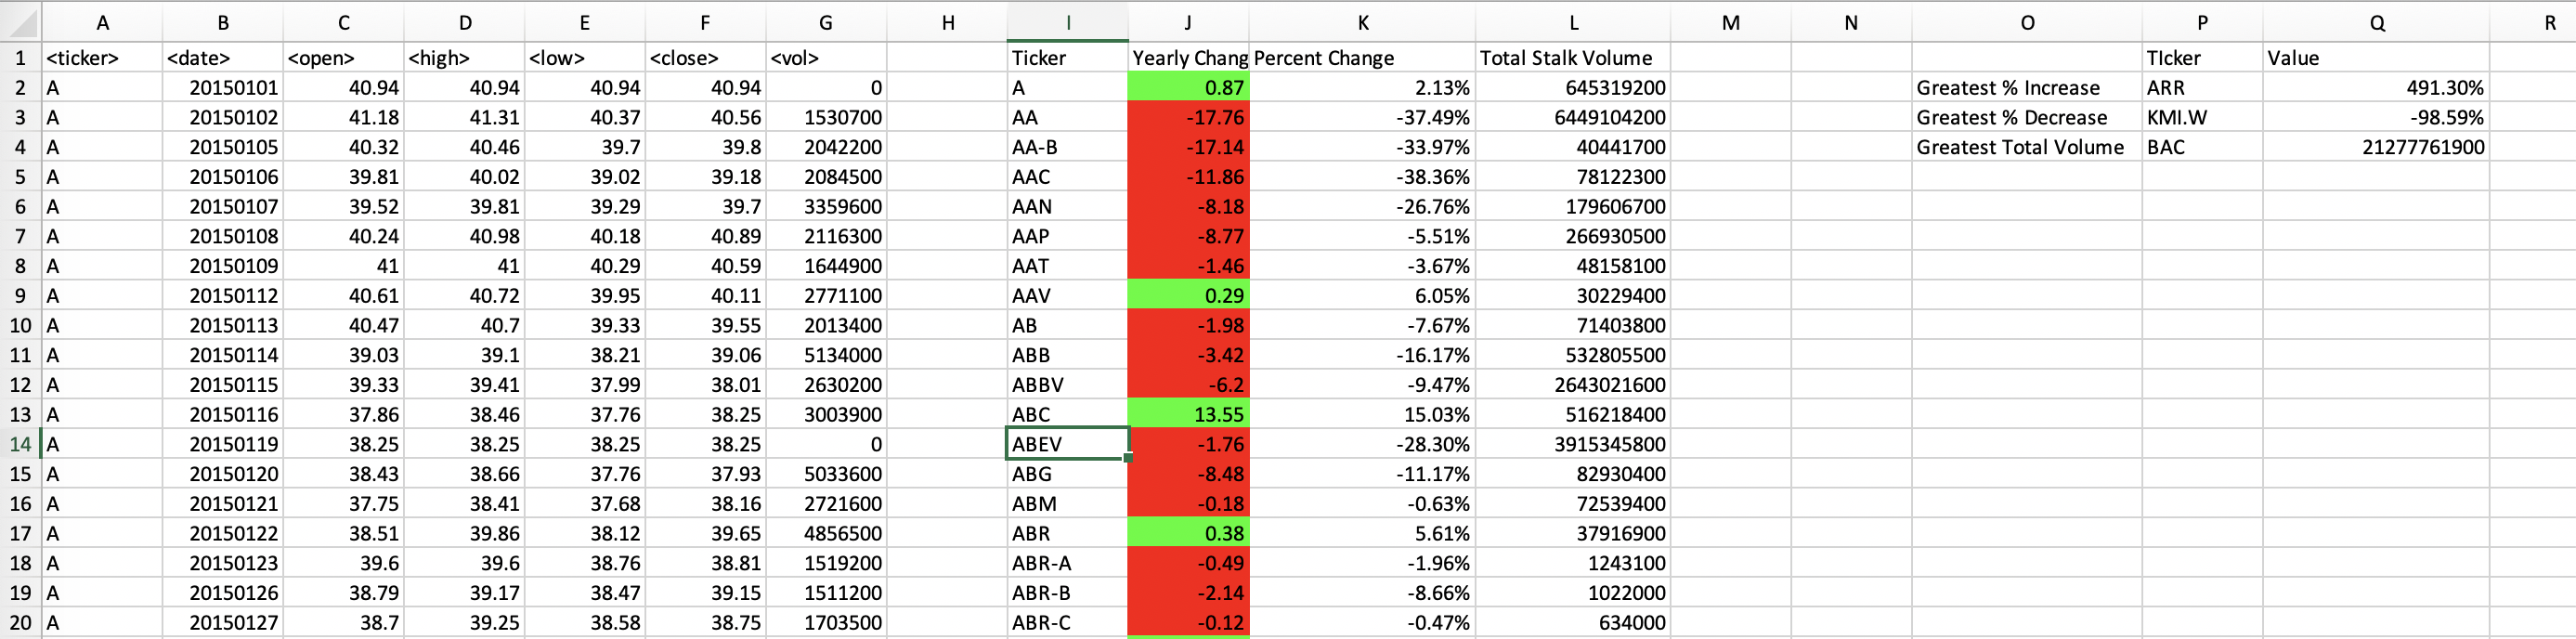 A B C D E F G H I J K L M N O P Q R
1 <ticker> <date> <open> <high> <low> <close> <vol> Ticker Yearly Chang Percent Change Total Stalk Volume TIcker Value
2 A 20150101 40.94 40.94 40.94 40.94 0 A 0.87 2.13% 645319200 Greatest % Increase ARR 491.30%
3 A 20150102 41.18 41.31 40.37 40.56 1530700 AA -17.76 -37.49% 6449104200 Greatest % Decrease KMI.W -98.59%
4 A 20150105 40.32 40.46 39.7 39.8 2042200 AA-B -17.14 -33.97% 40441700 Greatest Total Volume BAC 21277761900
5 A 20150106 39.81 40.02 39.02 39.18 2084500 AAC -11.86 -38.36% 78122300
6 A 20150107 39.52 39.81 39.29 39.7 3359600 AAN -8.18 -26.76% 179606700
7 A 20150108 40.24 40.98 40.18 40.89 2116300 AAP -8.77 -5.51% 266930500
8 A 20150109 41 41 40.29 40.59 1644900 AAT -1.46 -3.67% 48158100
9 A 20150112 40.61 40.72 39.95 40.11 2771100 AAV 0.29 6.05% 30229400
10 A 20150113 40.47 40.7 39.33 39.55 2013400 AB -1.98 -7.67% 71403800
11 A 20150114 39.03 39.1 38.21 39.06 5134000 ABB -3.42 -16.17% 532805500
12 A 20150115 39.33 39.41 37.99 38.01 2630200 ABBV -6.2 -9.47% 2643021600
13 A 20150116 37.86 38.46 37.76 38.25 3003900 ABC 13.55 15.03% 516218400
14 A 20150119 38.25 38.25 38.25 38.25 0 ABEV -1.76 -28.30% 3915345800
15 A 20150120 38.43 38.66 37.76 37.93 5033600 ABG -8.48 -11.17% 82930400
16 A 20150121 37.75 38.41 37.68 38.16 2721600 ABM -0.18 -0.63% 72539400
17 A 20150122 38.51 39.86 38.12 39.65 4856500 ABR 0.38 5.61% 37916900
18 A 20150123 39.6 39.6 38.76 38.81 1519200 ABR-A -0.49 -1.96% 1243100
19 A 20150126 38.79 39.17 38.47 39.15 1511200 ABR-B -2.14 -8.66% 1022000
20 A 20150127 38.7 39.25 38.58 38.75 1703500 ABR-C -0.12 -0.47% 634000